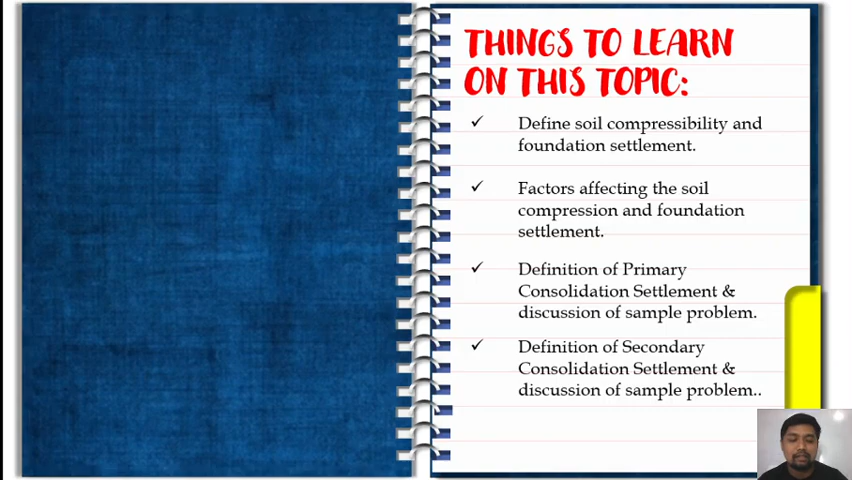 THINGS TO LEARN
ON THIS TOPIC:
✓ Define soil compressibility and
foundation settlement.
✓ Factors affecting the soil
compression and foundation
settlement.
✓ Definition of Primary
Consolidation Settlement &
discussion of sample problem.
✓ Definition of Secondary
Consolidation Settlement &
discussion of sample problem..